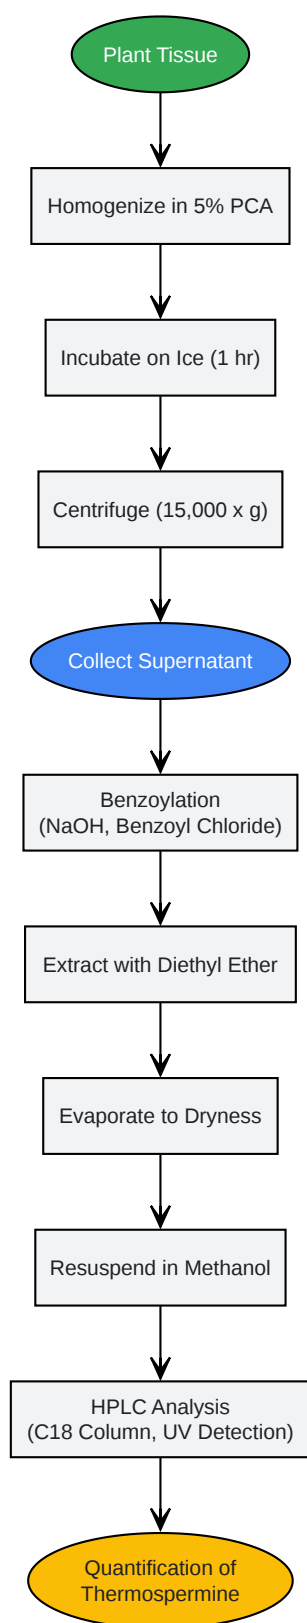 Plant Tissue
Homogenize in 5% PCA
Incubate on Ice (1 hr)
Centrifuge (15,000 x g)
Collect Supernatant
Benzoylation
(NaOH, Benzoyl Chloride)
Extract with Diethyl Ether
Evaporate to Dryness
Resuspend in Methanol
HPLC Analysis
(C18 Column, UV Detection)
Quantification of
Thermospermine